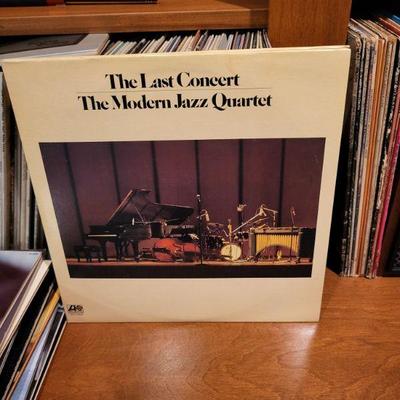 The Last Concert
The Modern Jazz Quartet